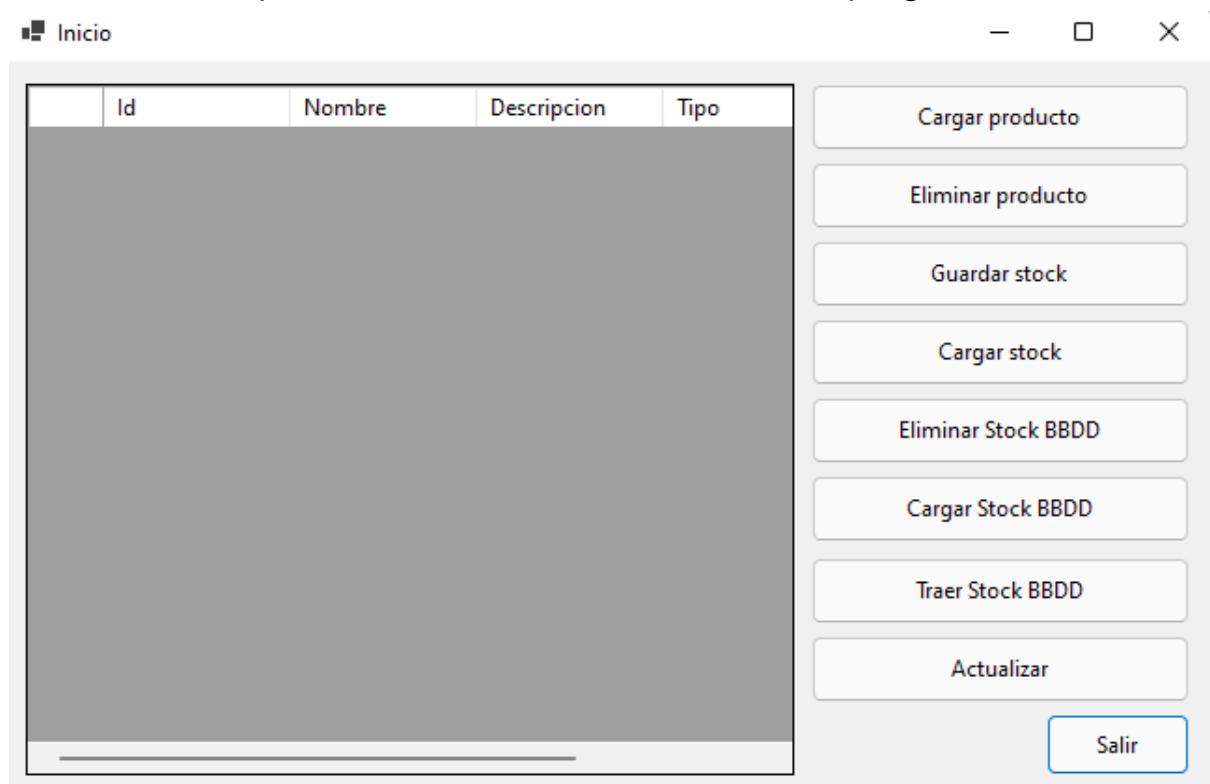 Inicio
Id Nombre Descripcion Tipo
Cargar producto
Eliminar producto
Guardar stock
Cargar stock
Eliminar Stock BBDD
Cargar Stock BBDD
Traer Stock BBDD
Actualizar
Salir